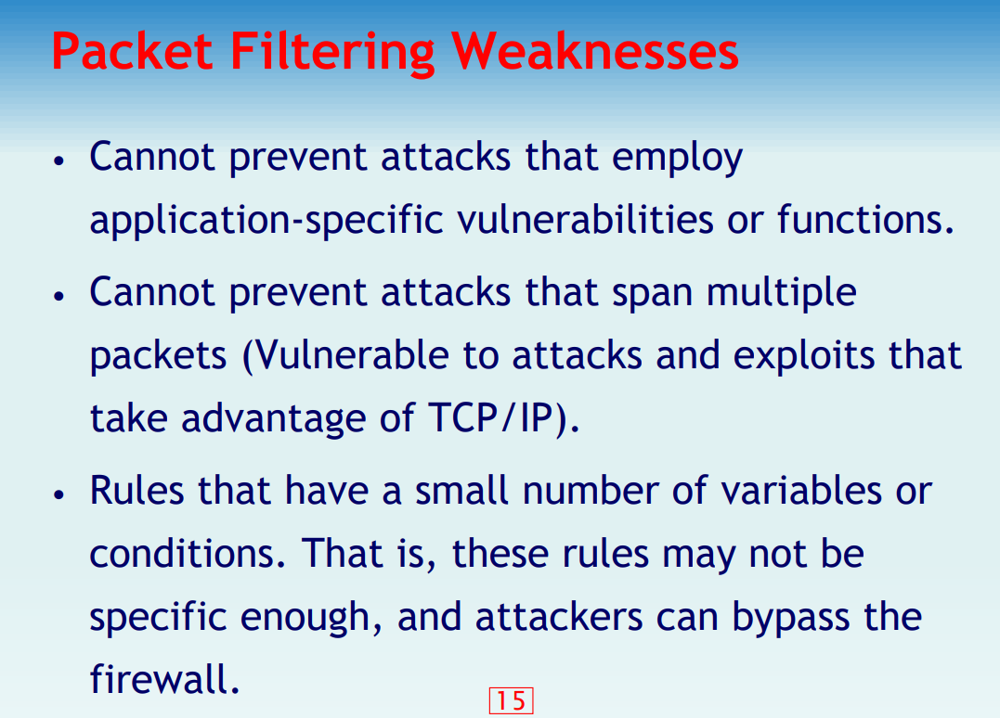 Packet Filtering Weaknesses
• Cannot prevent attacks that employ
application-specific vulnerabilities or functions.
• Cannot prevent attacks that span multiple
packets (Vulnerable to attacks and exploits that
take advantage of TCP/IP).
• Rules that have a small number of variables or
conditions. That is, these rules may not be
specific enough, and attackers can bypass the
firewall.
15